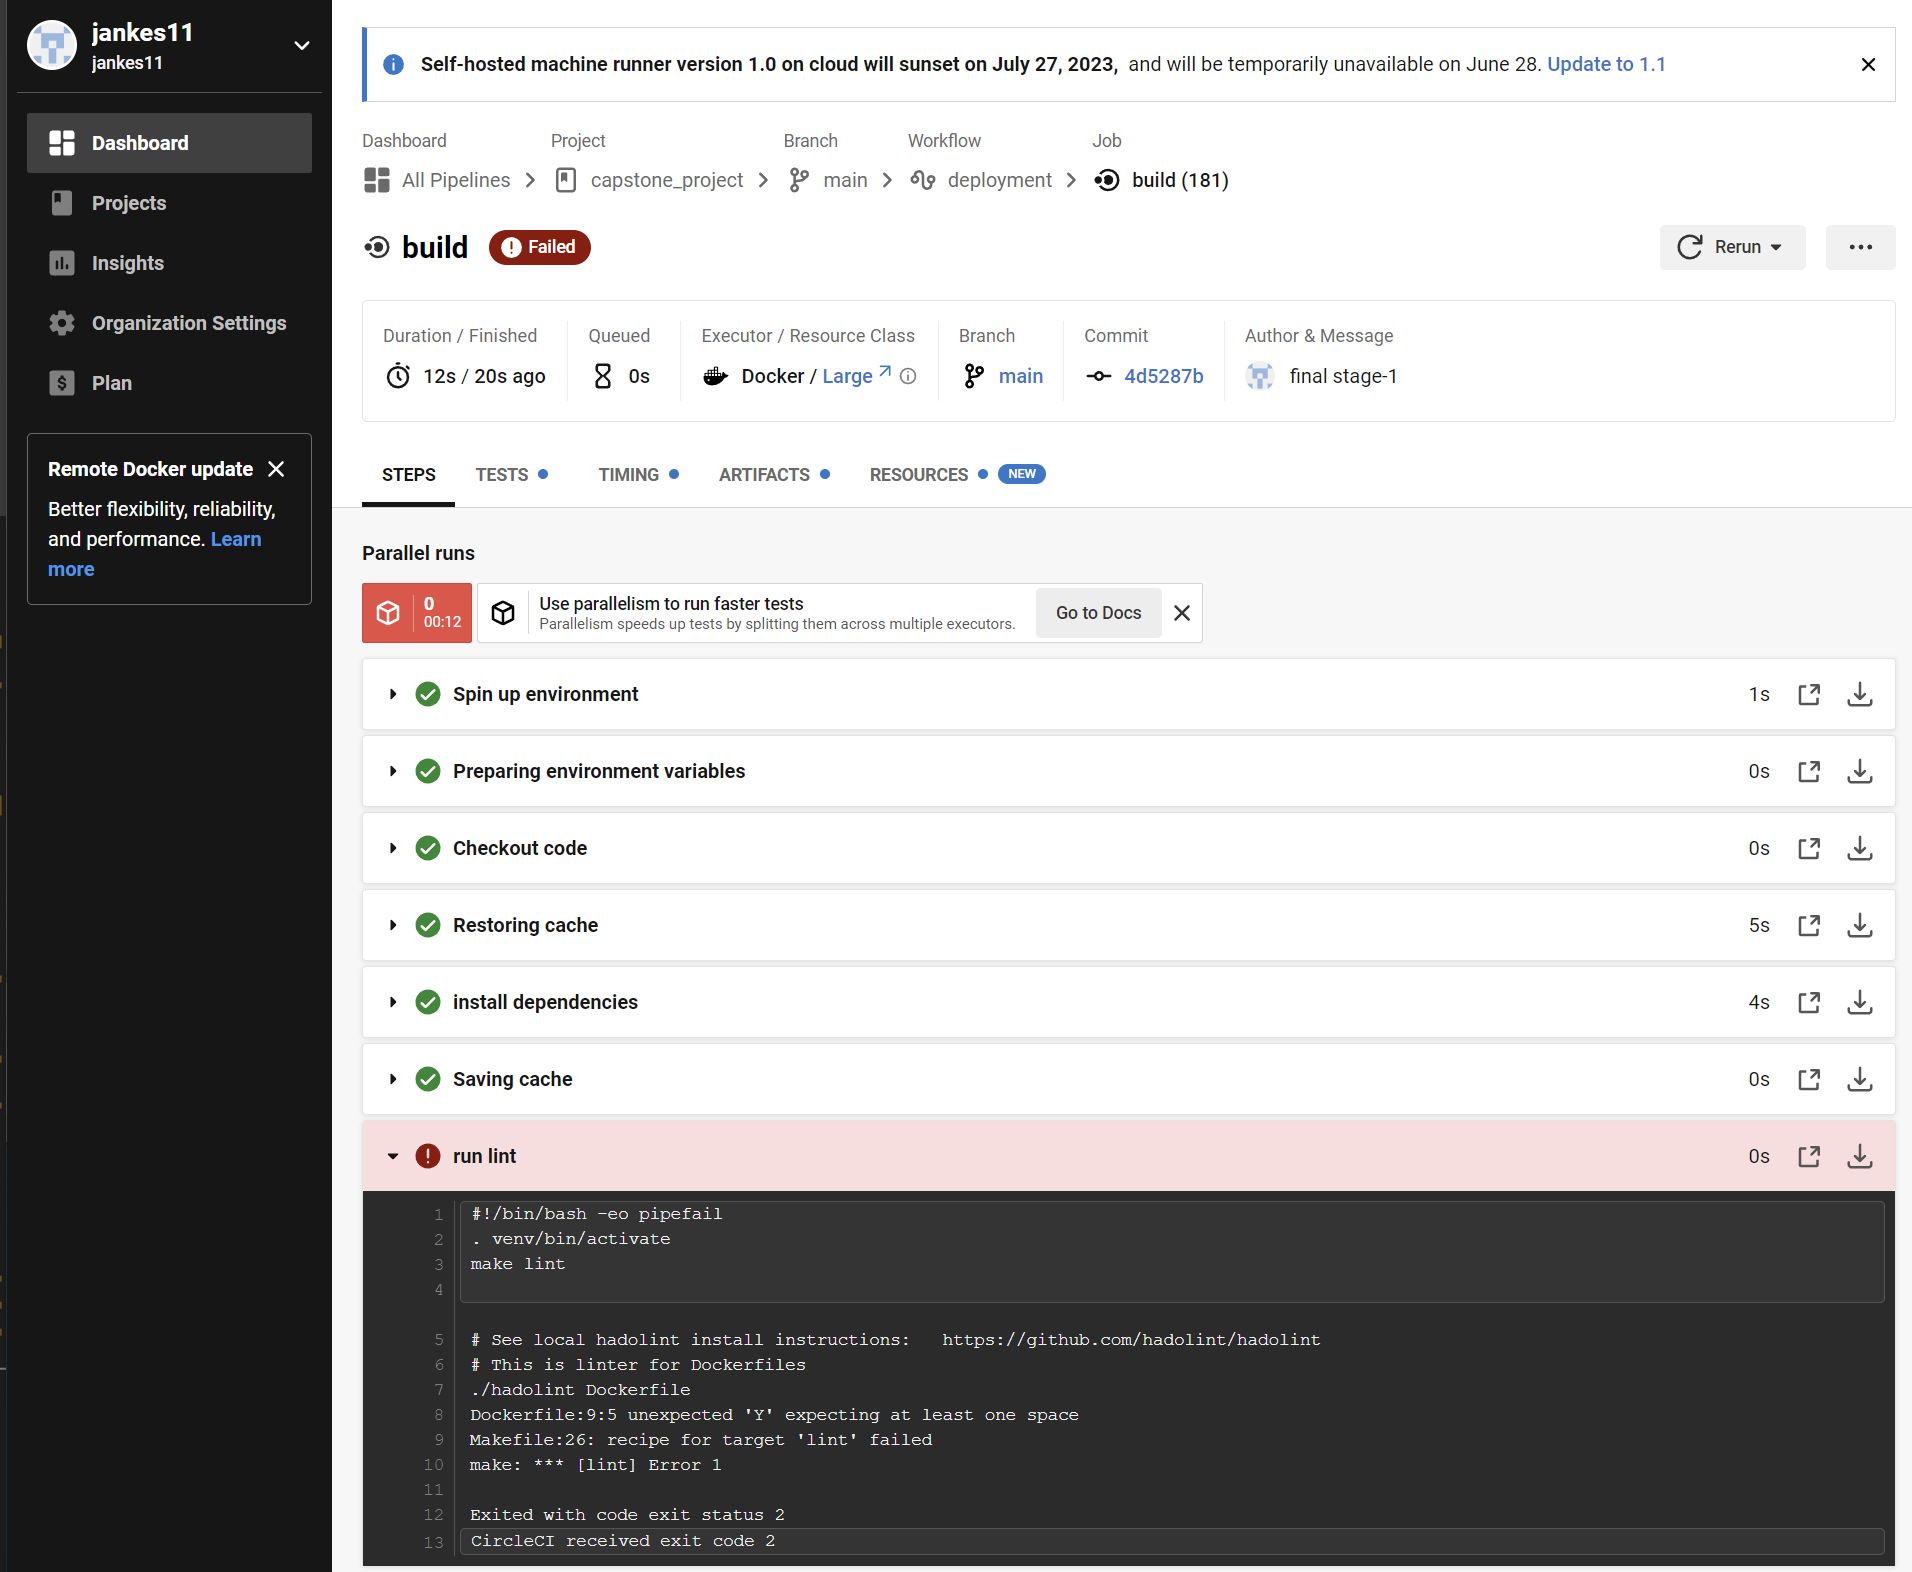 jankes11
jankes11
Dashboard
Projects
Insights
Organization Settings
Plan
Remote Docker update
Better flexibility, reliability,
and performance. Learn
more
Self-hosted machine runner version 1.0 on cloud will sunset on July 27, 2023, and will be temporarily unavailable on June 28. Update to 1.1
Dashboard Project Branch Workflow Job
All Pipelines capstone_project main deployment build (181)
build Failed Rerun
Duration / Finished Queued Executor / Resource Class Branch Commit Author & Message
12s / 20s ago 0s Docker / Large main 4d5287b final stage-1
STEPS TESTS TIMING ARTIFACTS RESOURCES NEW
Parallel runs
0
00:12
Use parallelism to run faster tests
Parallelism speeds up tests by splitting them across multiple executors.
Go to Docs
Spin up environment 1s
Preparing environment variables 0s
Checkout code 0s
Restoring cache 5s
install dependencies 4s
Saving cache 0s
run lint 0s
1 #!/bin/bash -eo pipefail
2 . venv/bin/activate
3 make lint
4
5 # See local hadolint install instructions:   https://github.com/hadolint/hadolint
6 # This is linter for Dockerfiles
7 ./hadolint Dockerfile
8 Dockerfile:9:5 unexpected 'Y' expecting at least one space
9 Makefile:26: recipe for target 'lint' failed
10 make: *** [lint] Error 1
11
12 Exited with code exit status 2
13 CircleCI received exit code 2